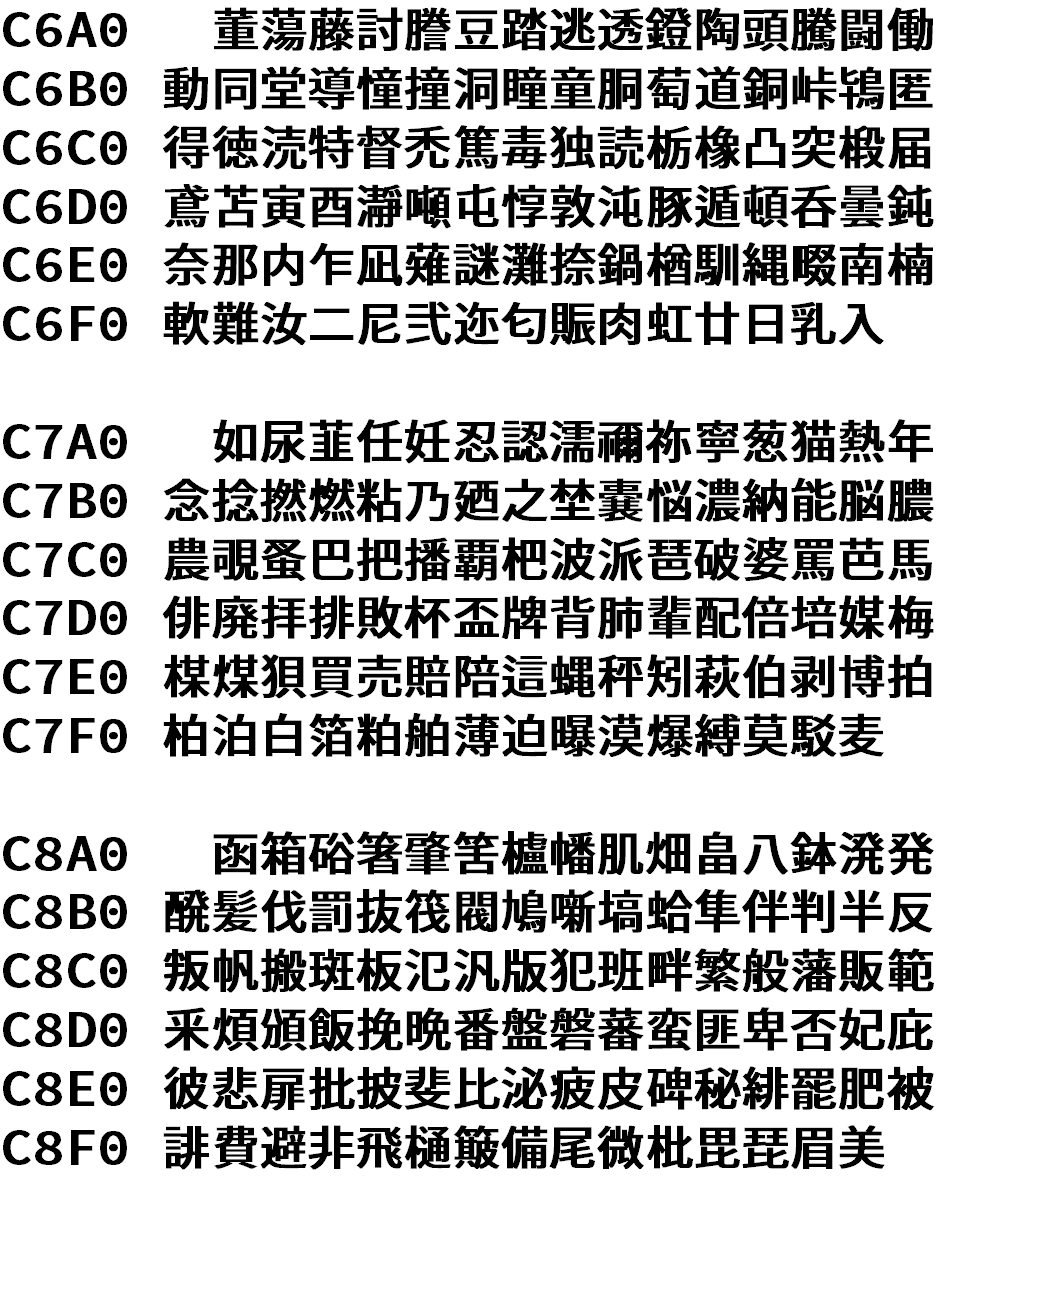 C6A0 董蕩藤討謄豆踏逃透鐙陶頭騰闘働
C6B0 動同堂導憧撞洞瞳童胴萄道銅峠鴇匿
C6C0 得徳涜特督禿篤毒独読栃橡凸突椴届
C6D0 鳶苫寅酉瀞噸屯惇敦沌豚遁頓呑曇鈍
C6E0 奈那内乍凪薙謎灘捺鍋楢馴縄畷南楠
C6F0 軟難汝二尼弐迩匂賑肉虹廿日乳入
C7A0 如尿韮任妊忍認濡禰祢寧葱猫熱年
C7B0 念捻撚燃粘乃廼之埜嚢悩濃納能脳膿
C7C0 農覗蚤巴把播覇杷波派琶破婆罵芭馬
C7D0 俳廃拝排敗杯盃牌背肺輩配倍培媒梅
C7E0 楳煤狽買売賠陪這蝿秤矧萩伯剥博拍
C7F0 柏泊白箔粕舶薄迫曝漠爆縛莫駁麦
C8A0 函箱硲箸肇筈櫨幡肌畑畠八鉢溌発
C8B0 醗髪伐罰抜筏閥鳩噺塙蛤隼伴判半反
C8C0 叛帆搬斑板氾汎版犯班畔繁般藩販範
C8D0 釆煩頒飯挽晩番盤磐蕃蛮匪卑否妃庇
C8E0 彼悲扉批披斐比泌疲皮碑秘緋罷肥被
C8F0 誹費避非飛樋簸備尾微枇毘琵眉美